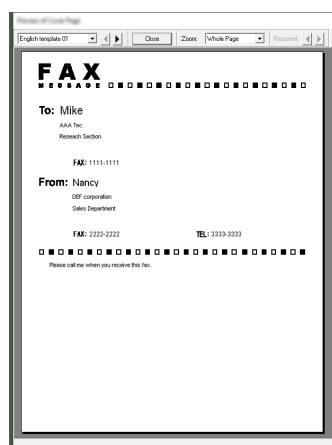 Preview of Cover Page
English template 01 Close Zoom: Whole Page Recipient
FAX
MESSAGE
To: Mike
AAA Tec.
Reseach Section
FAX: 1111-1111
From: Nancy
DEF corporation
Sales Department
FAX: 2222-2222 TEL: 3333-3333
Please call me when you receive this fax.